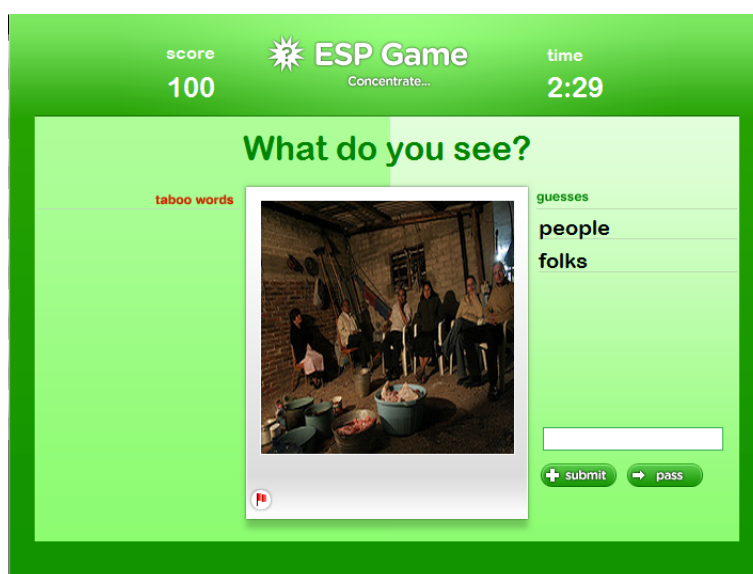 score
100
? ESP Game
Concentrate...
time
2:29
What do you see?
taboo words
guesses
people
folks
submit
pass